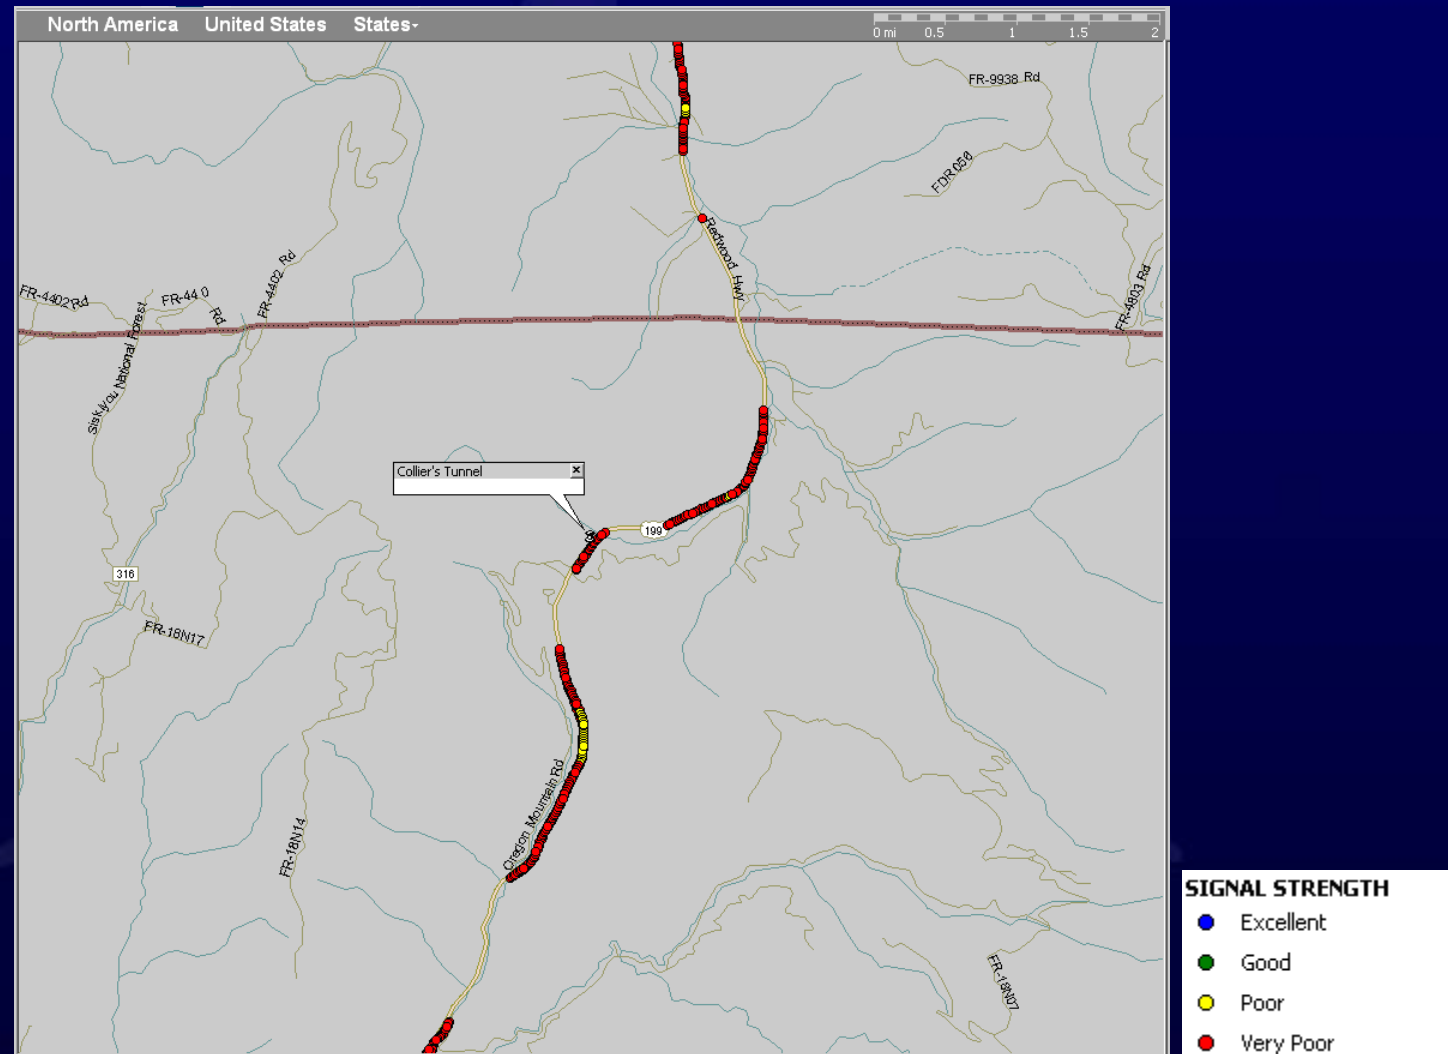 North America United States States
0 mi 0.5 1 1.5 2
FR-9938 Rd
FDR 050
Redwood Hwy
FR-4402 Rd
FR-4402 Rd
FR-44 0 Rd
FR-4803 Rd
Siskiyou National Forest
Collier's Tunnel
199
316
FR-18N17
Oregon Mountain Rd
FR-18N14
FR-18N07
SIGNAL STRENGTH
Excellent
Good
Poor
Very Poor